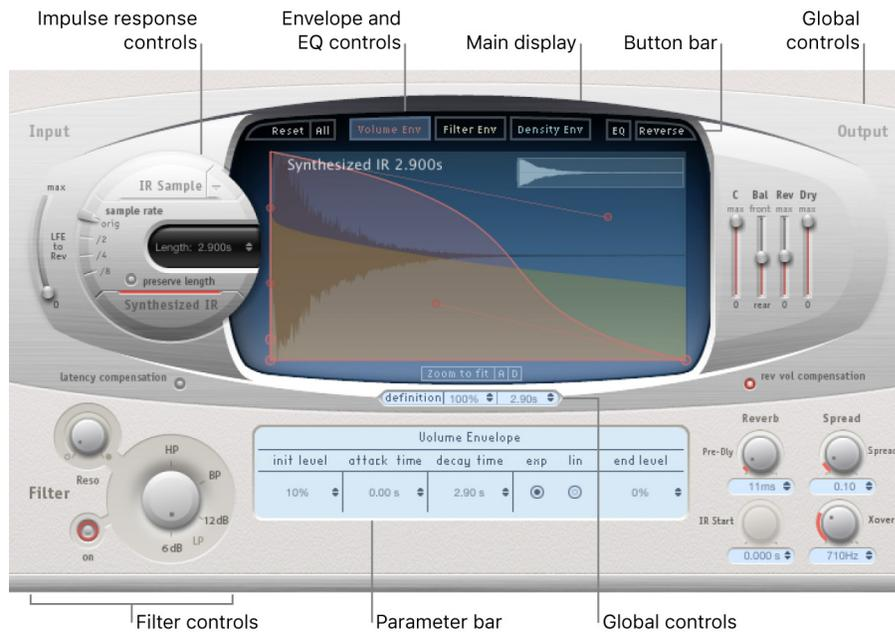 Impulse response
controls
Envelope and
EQ controls
Main display
Button bar
Global
controls
Input
Output
Reset All Volume Env Filter Env Density Env EQ Reverse
Synthesized IR 2.900s
IR Sample
sample rate
orig
/2
/4
/8
Length: 2.900s
preserve length
Synthesized IR
max
LFE
to
Rev
0
C Bal Rev Dry
max front max max
0 rear 0 0
Zoom to fit A D
latency compensation
rev vol compensation
definition 100% 2.90s
Volume Envelope
init level attack time decay time exp lin end level
10% 0.00 s 2.90 s 0%
Filter
Reso
on
HP
BP
12dB
LP
6dB
Reverb Spread
Pre-Dly
11ms
0.10
Sprea
IR Start
0.000 s
710Hz
Xover
Filter controls
Parameter bar
Global controls